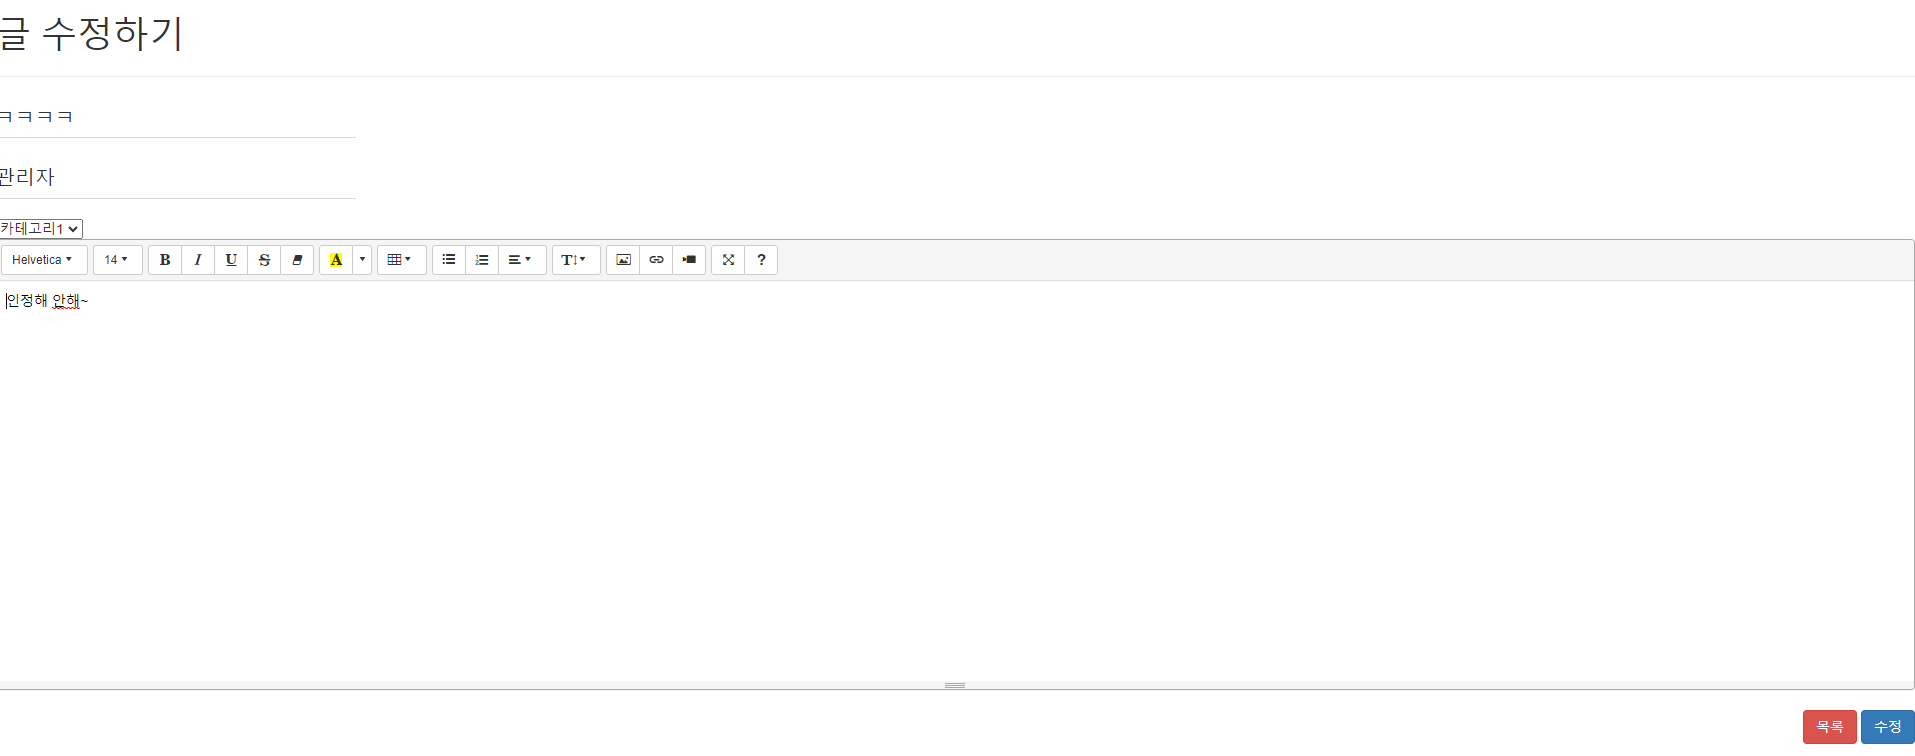 글 수정하기
ㅋㅋㅋㅋ
관리자
카테고리1
Helvetica 14 B I U S A T ?
인정해 안해~
목록 수정